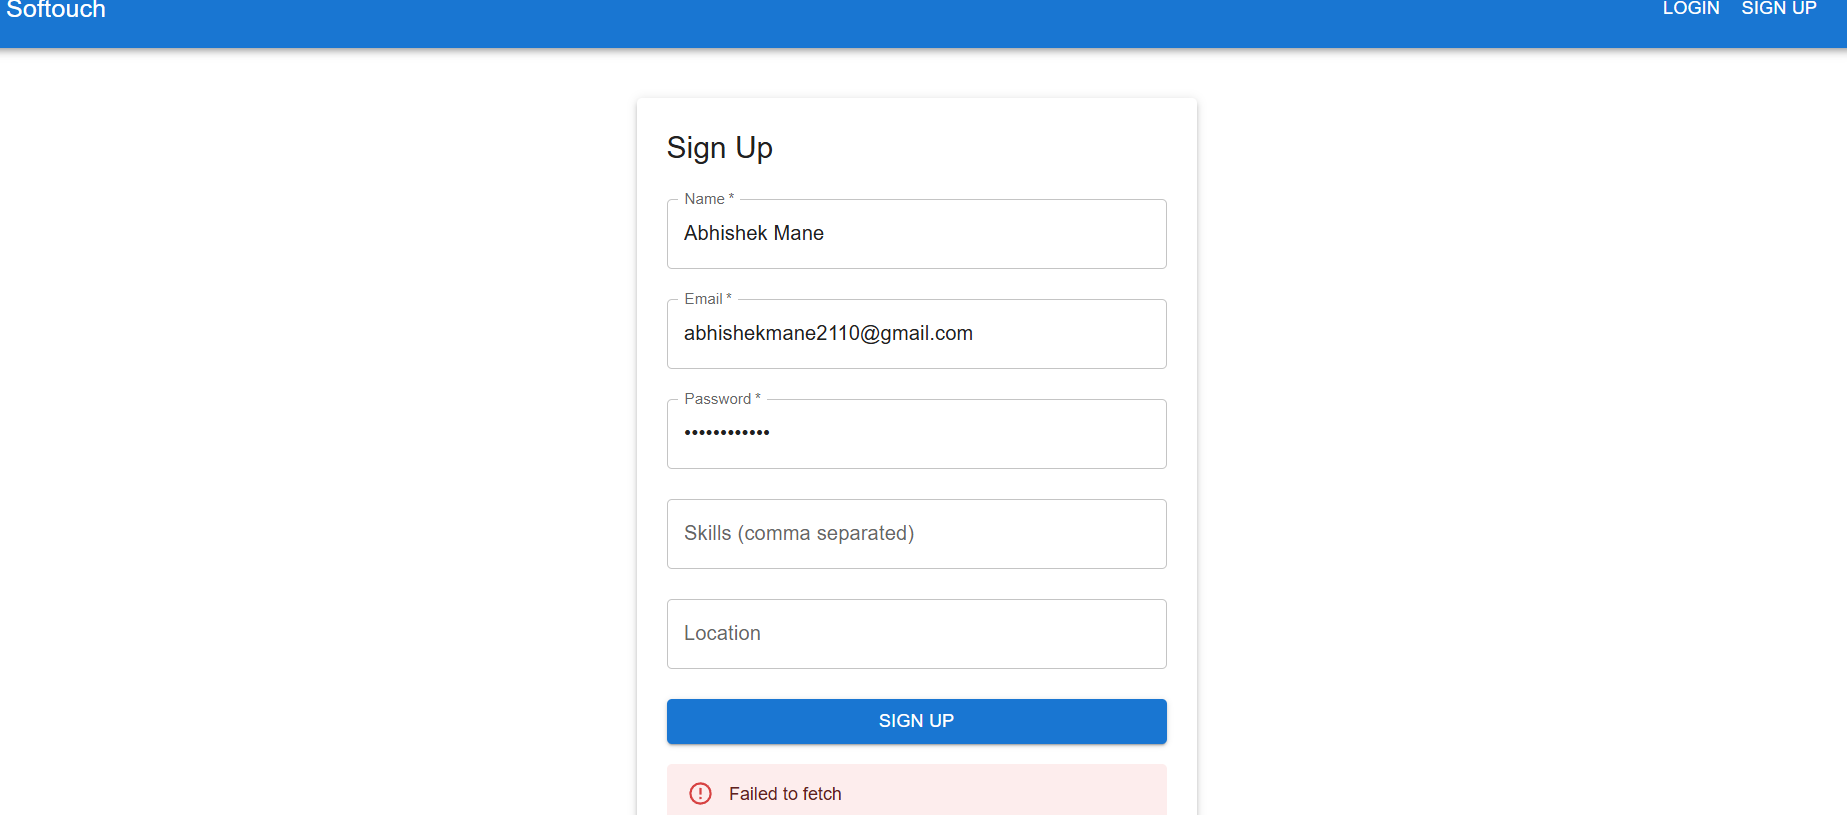 Softouch
LOGIN SIGN UP
Sign Up
Name *
Abhishek Mane
Email *
abhishekmane2110@gmail.com
Password *
••••••••••••
Skills (comma separated)
Location
SIGN UP
Failed to fetch